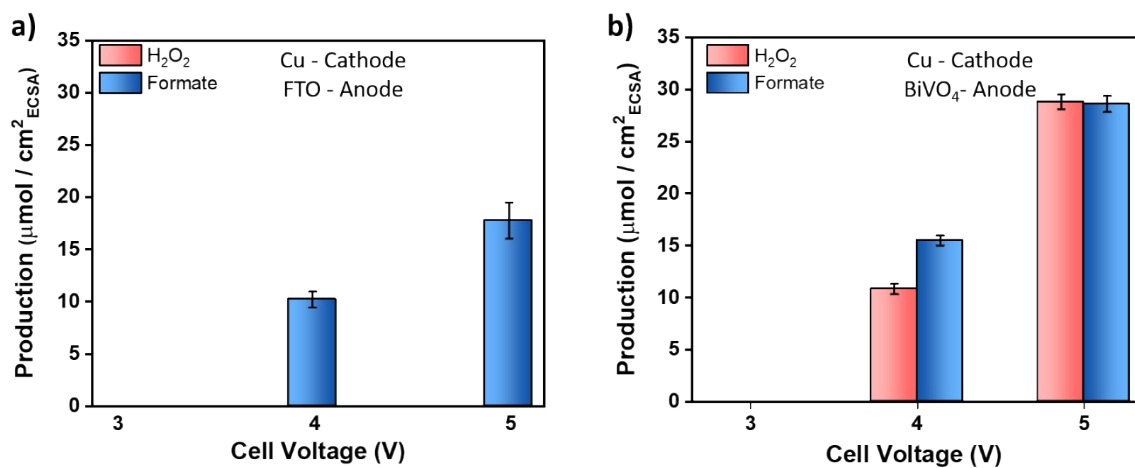 a)
35
30
25
20
15
10
5
0
Production (μmol / cm²ECSA)
H₂O₂
Formate
Cu - Cathode
FTO - Anode
3 4 5
Cell Voltage (V)
b)
35
30
25
20
15
10
5
0
Production (μmol / cm²ECSA)
H₂O₂
Formate
Cu - Cathode
BiVO₄- Anode
3 4 5
Cell Voltage (V)